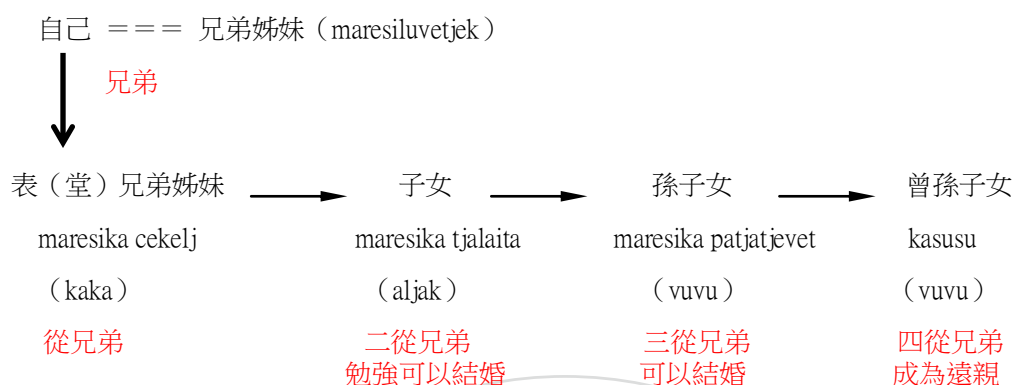 自己 ＝＝＝ 兄弟姊妹（maresiluvetjek）
兄弟
表（堂）兄弟姊妹 子女 孫子女 曾孫子女
maresika cekelj maresika tjalaita maresika patjatjevet kasusu
（kaka） （aljak） （vuvu） （vuvu）
從兄弟 二從兄弟 三從兄弟 四從兄弟
勉強可以結婚 可以結婚 成為遠親